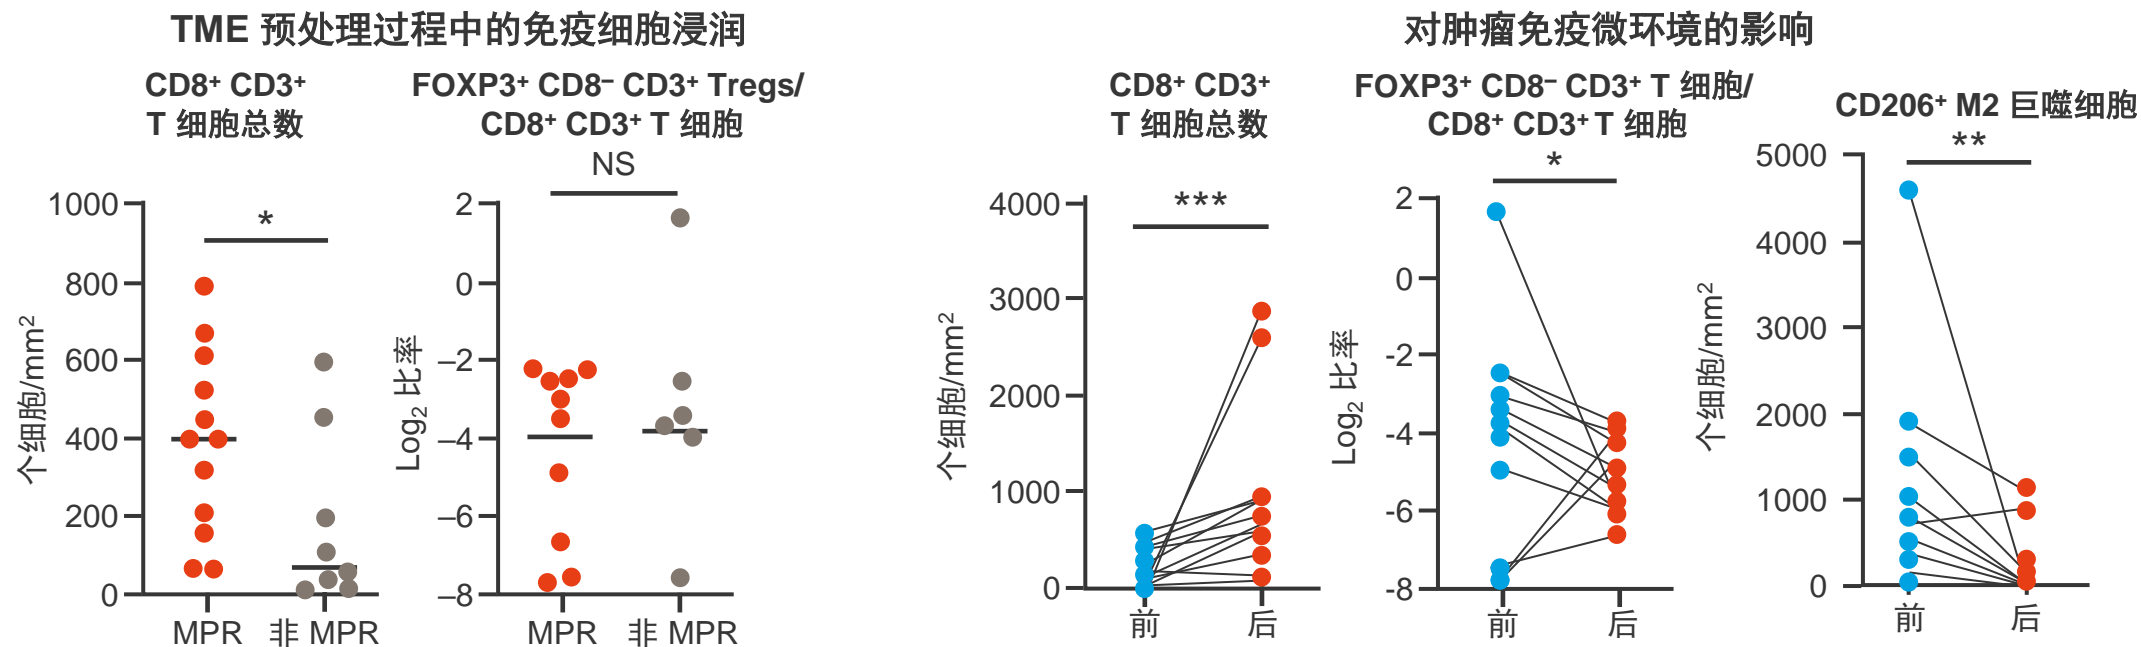 TME 预处理过程中的免疫细胞浸润
CD8⁺ CD3⁺
T 细胞总数
个细胞/mm²
1000
800
600
400
200
0
*
MPR
非 MPR
FOXP3⁺ CD8⁻ CD3⁺ Tregs/
CD8⁺ CD3⁺ T 细胞
NS
Log₂ 比率
2
0
–2
–4
–6
–8
MPR
非 MPR
对肿瘤免疫微环境的影响
CD8⁺ CD3⁺
T 细胞总数
***
个细胞/mm²
4000
3000
2000
1000
0
前
后
FOXP3⁺ CD8⁻ CD3⁺ T 细胞/
CD8⁺ CD3⁺ T 细胞
*
Log₂ 比率
2
0
-2
-4
-6
-8
前
后
CD206⁺ M2 巨噬细胞
**
个细胞/mm²
5000
4000
3000
2000
1000
0
前
后